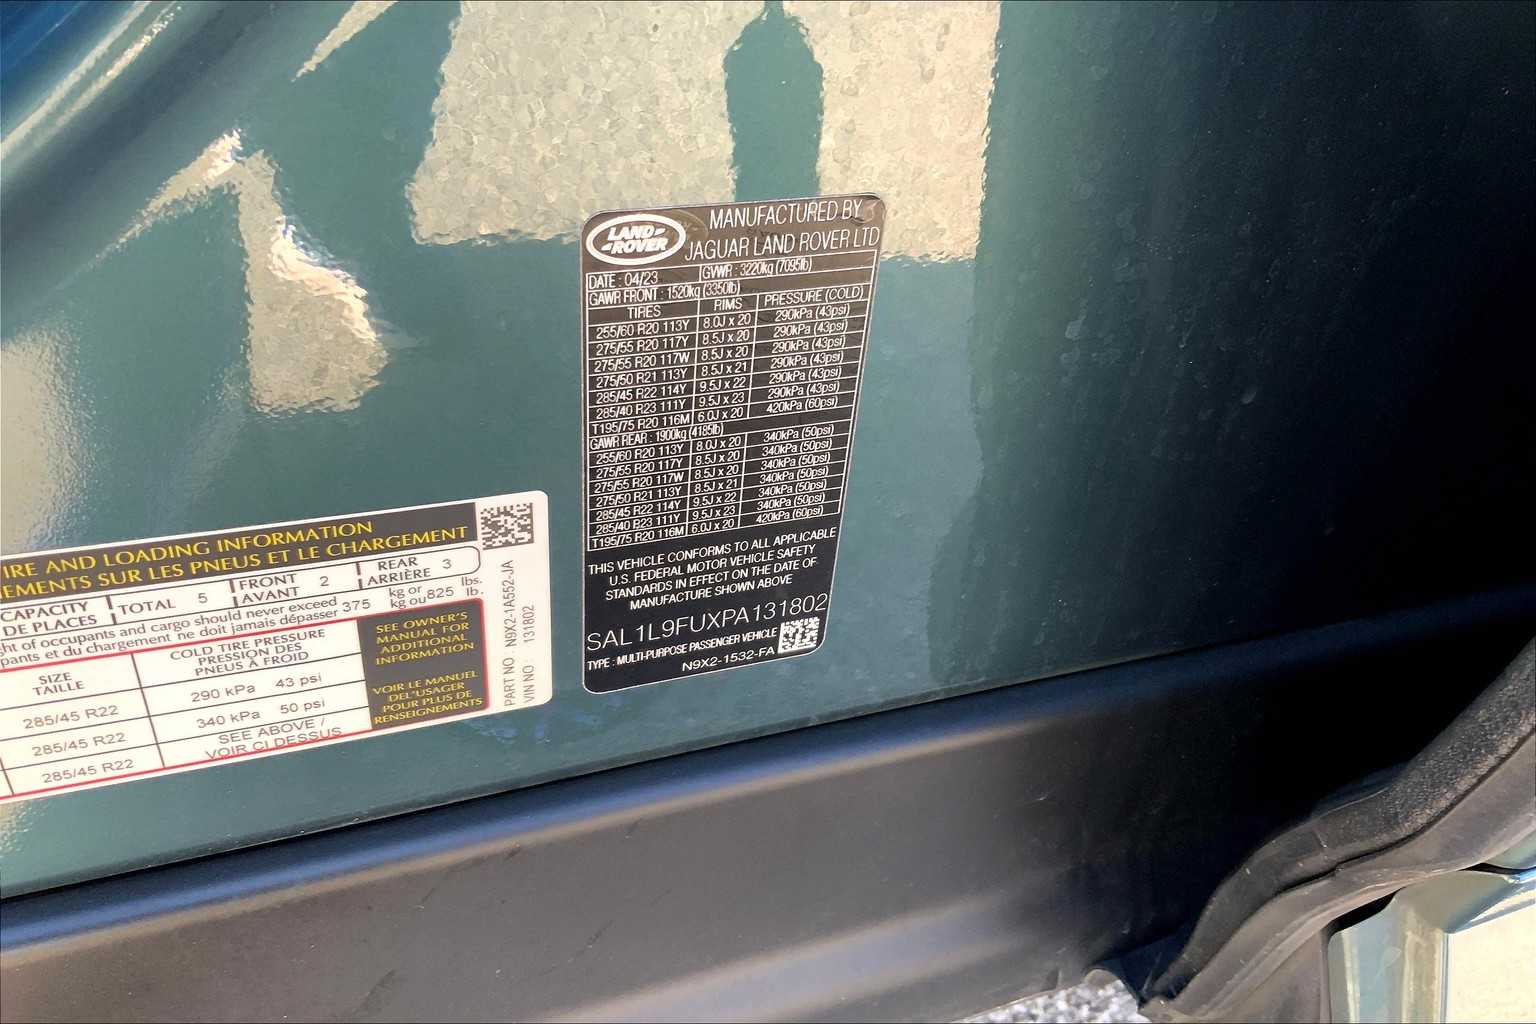 LAND-
-ROVER
MANUFACTURED BY
JAGUAR LAND ROVER LTD
DATE : 04/23 GVWR : 3220kg (7095lb)
GAWR FRONT : 1520kg (3350lb)
TIRES RIMS PRESSURE (COLD)
255/60 R20 113Y 8.0J x 20 290kPa (43psi)
275/55 R20 117Y 8.5J x 20 290kPa (43psi)
275/55 R20 117W 8.5J x 20 290kPa (43psi)
275/50 R21 113Y 8.5J x 21 290kPa (43psi)
285/45 R22 114Y 9.5J x 22 290kPa (43psi)
285/40 R23 111Y 9.5J x 23 290kPa (43psi)
T195/75 R20 116M 6.0J x 20 420kPa (60psi)
GAWR REAR : 1900kg (4185lb)
255/60 R20 113Y 8.0J x 20 340kPa (50psi)
275/55 R20 117Y 8.5J x 20 340kPa (50psi)
275/55 R20 117W 8.5J x 20 340kPa (50psi)
275/50 R21 113Y 8.5J x 21 340kPa (50psi)
285/45 R22 114Y 9.5J x 22 340kPa (50psi)
285/40 R23 111Y 9.5J x 23 340kPa (50psi)
T195/75 R20 116M 6.0J x 20 420kPa (60psi)
THIS VEHICLE CONFORMS TO ALL APPLICABLE
U.S. FEDERAL MOTOR VEHICLE SAFETY
STANDARDS IN EFFECT ON THE DATE OF
MANUFACTURE SHOWN ABOVE
SAL1L9FUXPA131802
TYPE : MULTI-PURPOSE PASSENGER VEHICLE
N9X2-1532-FA
IRE AND LOADING INFORMATION
EMENTS SUR LES PNEUS ET LE CHARGEMENT
CAPACITY TOTAL 5 FRONT 2 REAR 3
DE PLACES AVANT ARRIÈRE
ght of occupants and cargo should never exceed 375 kg or 825 lbs.
pants et du chargement ne doit jamais dépasser kg ou lb.
SIZE
TAILLE
COLD TIRE PRESSURE
PRESSION DES
PNEUS À FROID
285/45 R22 290 kPa 43 psi
285/45 R22 340 kPa 50 psi
285/45 R22 SEE ABOVE /
VOIR CI DESSUS
SEE OWNER'S
MANUAL FOR
ADDITIONAL
INFORMATION
VOIR LE MANUEL
DEL'USAGER
POUR PLUS DE
RENSEIGNEMENTS
PART NO : N9X2-1A552-JA
VIN NO : 131802